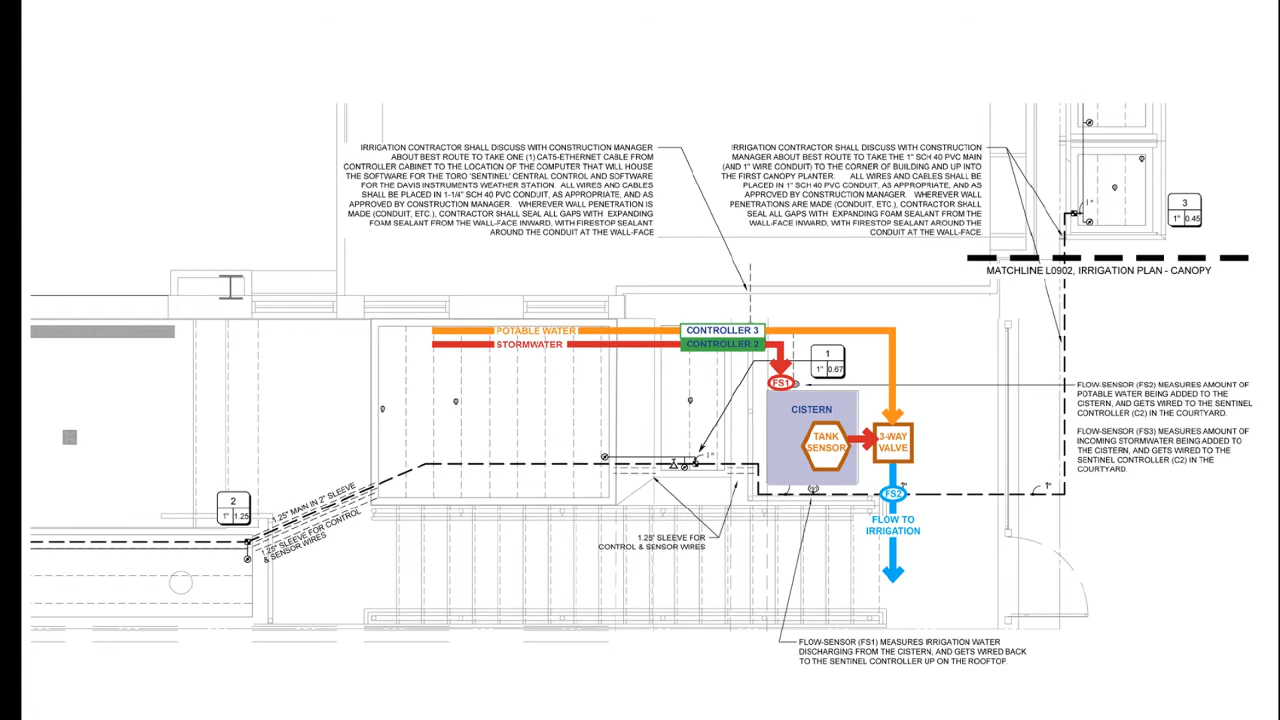 IRRIGATION CONTRACTOR SHALL DISCUSS WITH CONSTRUCTION MANAGER
ABOUT BEST ROUTE TO TAKE ONE (1) CAT5-ETHERNET CABLE FROM
CONTROLLER CABINET TO THE LOCATION OF THE COMPUTER THAT WILL HOUSE
THE SOFTWARE FOR THE TORO 'SENTINEL' CENTRAL CONTROL AND SOFTWARE
FOR THE DAVIS INSTRUMENTS WEATHER STATION. ALL WIRES AND CABLES
SHALL BE PLACED IN 1-1/4" SCH 40 PVC CONDUIT, AS APPROPRIATE, AND AS
APPROVED BY CONSTRUCTION MANAGER. WHEREVER WALL PENETRATION IS
MADE (CONDUIT, ETC.), CONTRACTOR SHALL SEAL ALL GAPS WITH EXPANDING
FOAM SEALANT FROM THE WALL-FACE INWARD, WITH FIRESTOP SEALANT
AROUND THE CONDUIT AT THE WALL-FACE
IRRIGATION CONTRACTOR SHALL DISCUSS WITH CONSTRUCTION
MANAGER ABOUT BEST ROUTE TO TAKE THE 1" SCH 40 PVC MAIN
(AND 1" WIRE CONDUIT) TO THE CORNER OF BUILDING AND UP INTO
THE FIRST CANOPY PLANTER. ALL WIRES AND CABLES SHALL BE
PLACED IN 1" SCH 40 PVC CONDUIT, AS APPROPRIATE, AND AS
APPROVED BY CONSTRUCTION MANAGER. WHEREVER WALL
PENETRATIONS ARE MADE (CONDUIT, ETC.), CONTRACTOR SHALL
SEAL ALL GAPS WITH EXPANDING FOAM SEALANT FROM THE
WALL-FACE INWARD, WITH FIRESTOP SEALANT AROUND THE
CONDUIT AT THE WALL-FACE.
3
1" 0.45
MATCHLINE L0902, IRRIGATION PLAN - CANOPY
POTABLE WATER
CONTROLLER 3
STORMWATER
CONTROLLER 2
1
1" 0.67
FS1
CISTERN
TANK
SENSOR
3-WAY
VALVE
FLOW-SENSOR (FS2) MEASURES AMOUNT OF
POTABLE WATER BEING ADDED TO THE
CISTERN, AND GETS WIRED TO THE SENTINEL
CONTROLLER (C2) IN THE COURTYARD.
FLOW-SENSOR (FS3) MEASURES AMOUNT OF
INCOMING STORMWATER BEING ADDED TO
THE CISTERN, AND GETS WIRED TO THE
SENTINEL CONTROLLER (C2) IN THE
COURTYARD.
1"
1"
1"
1"
FS2
FLOW TO
IRRIGATION
2
1" 1.25
1.25" MAIN IN 2" SLEEVE
1.25" SLEEVE FOR CONTROL
& SENSOR WIRES
1.25' SLEEVE FOR
CONTROL & SENSOR WIRES
FLOW-SENSOR (FS1) MEASURES IRRIGATION WATER
DISCHARGING FROM THE CISTERN, AND GETS WIRED BACK
TO THE SENTINEL CONTROLLER UP ON THE ROOFTOP.